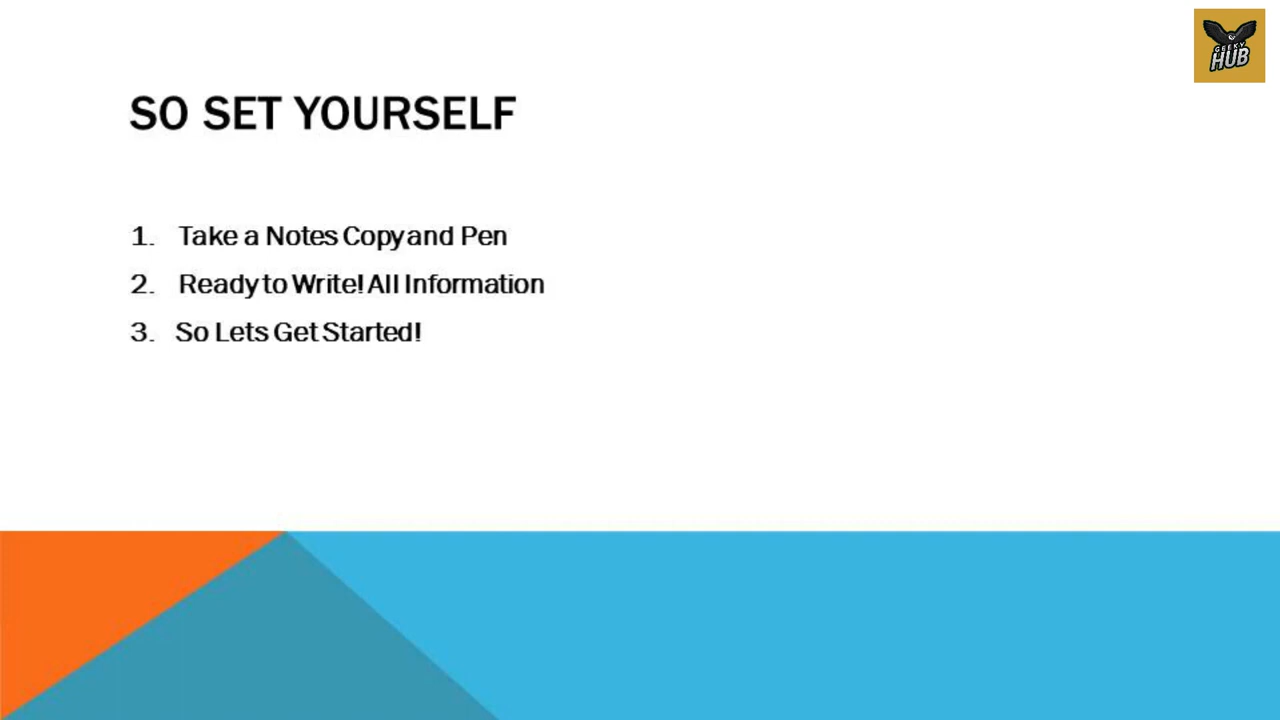 GEEKY
HUB
SO SET YOURSELF
1. Take a Notes Copy and Pen
2. Ready to Write! All Information
3. So Lets Get Started!